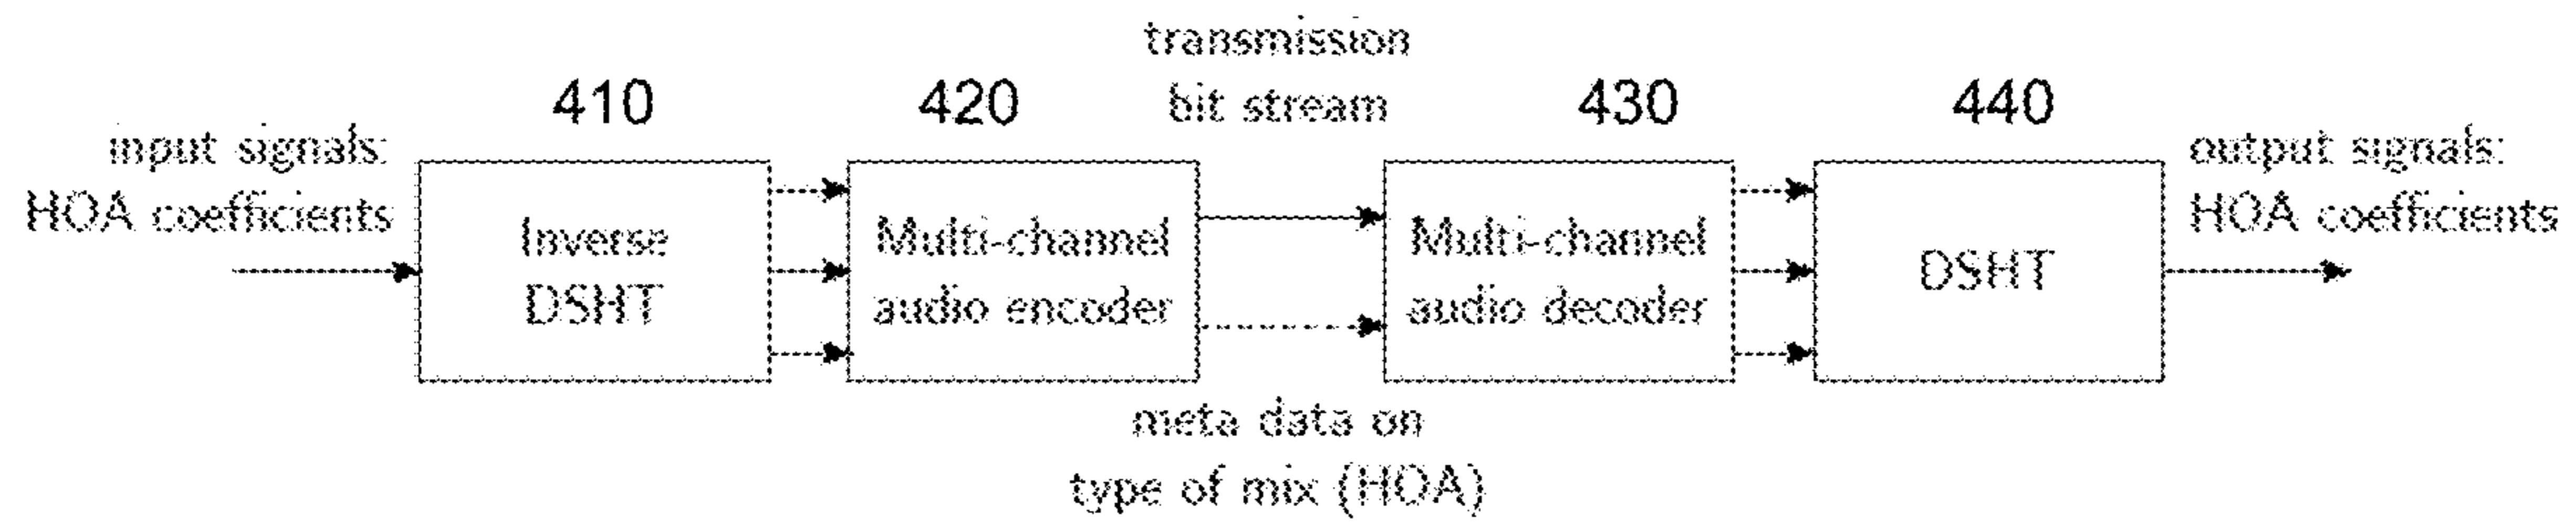 transmission
bit stream
410
420
430
440
input signals:
HOA coefficients
output signals:
HOA coefficients
Inverse
DSHT
Multi-channel
audio encoder
Multi-channel
audio decoder
DSHT
meta data on
type of mix (HOA)